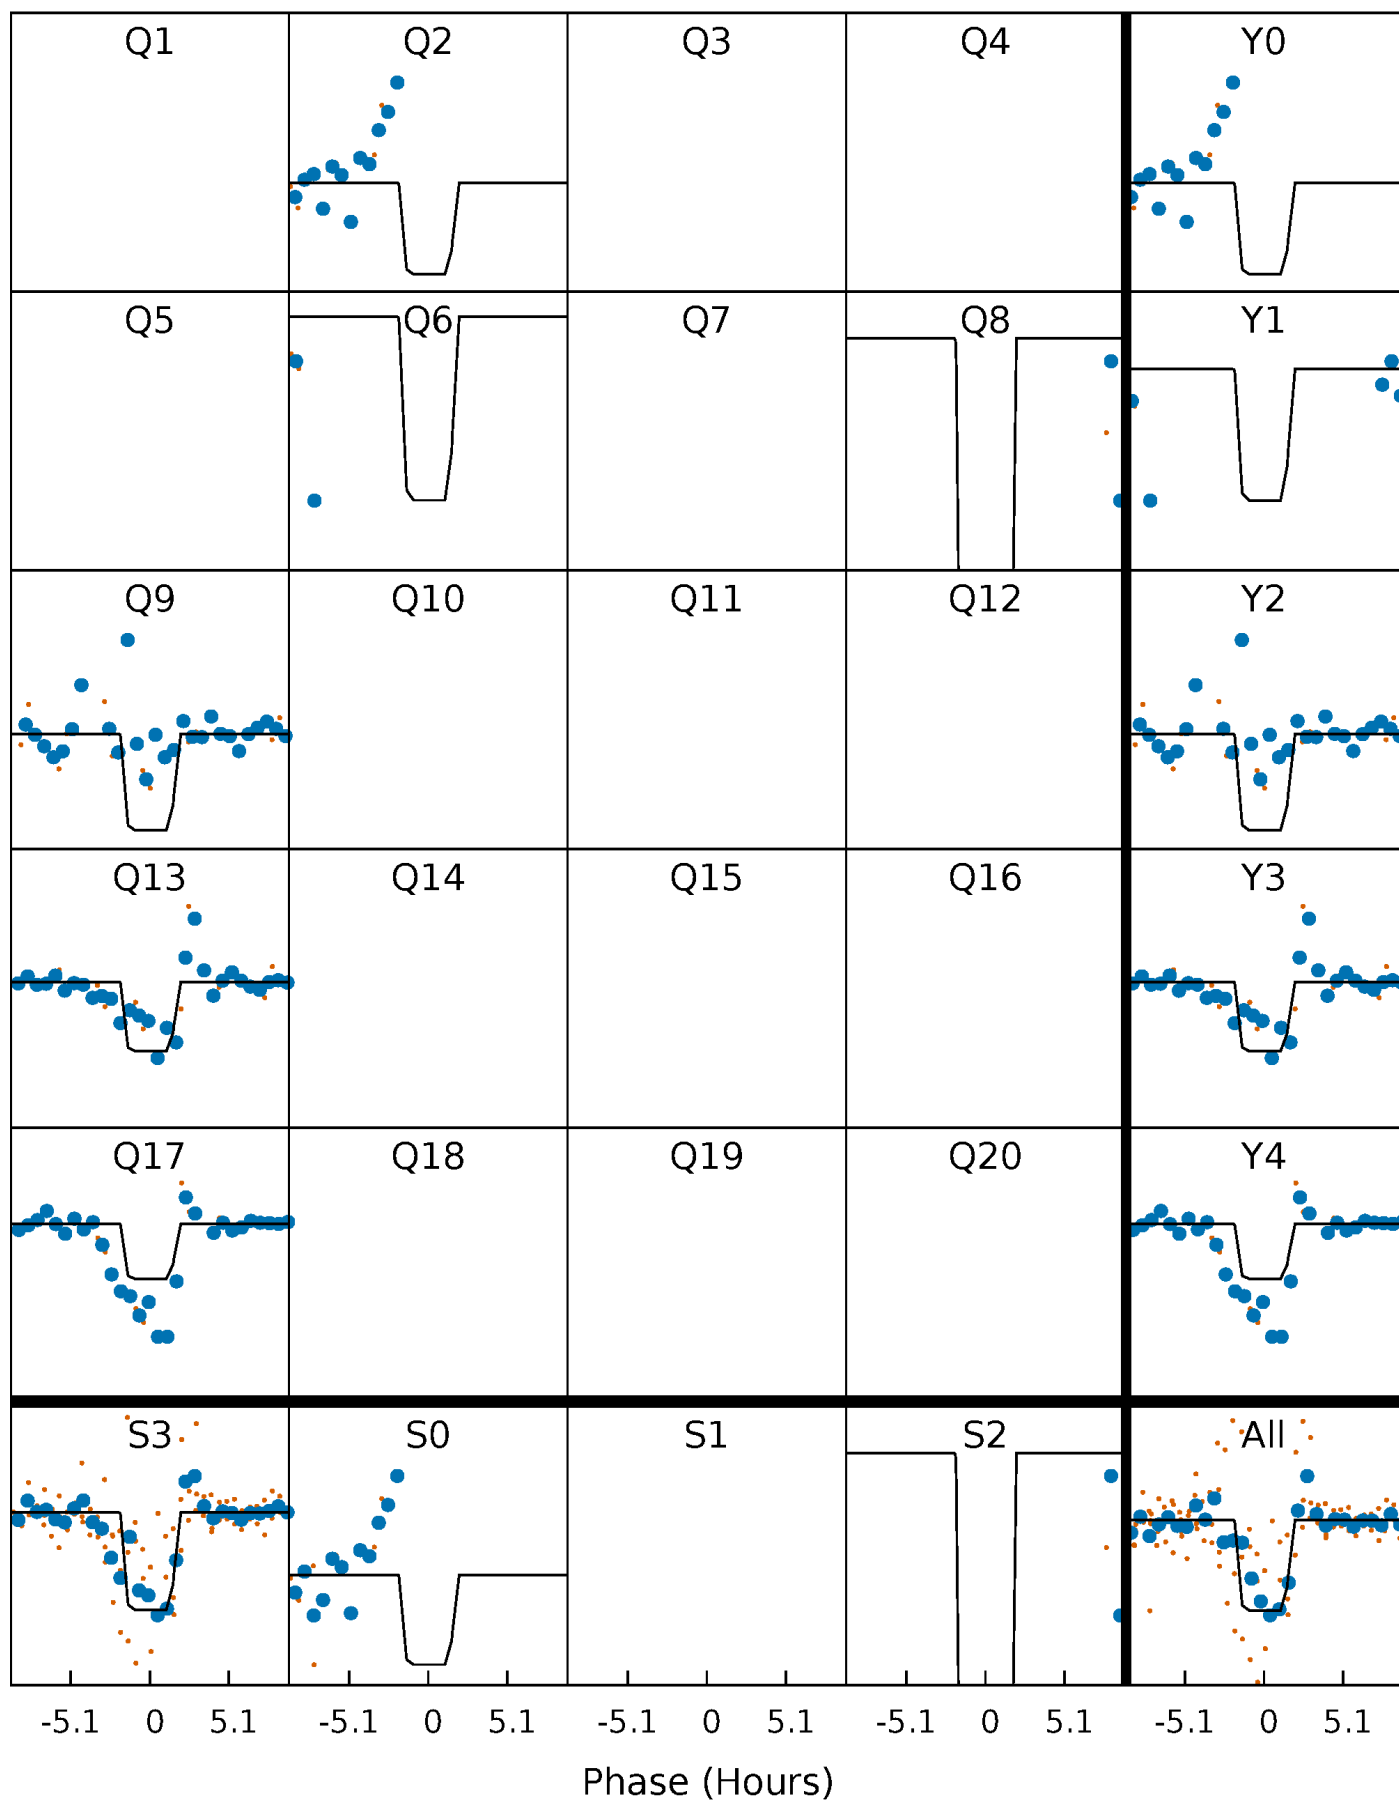 Q1 Q2 Q3 Q4 Y0
Q5 Q6 Q7 Q8 Y1
Q9 Q10 Q11 Q12 Y2
Q13 Q14 Q15 Q16 Y3
Q17 Q18 Q19 Q20 Y4
S3 S0 S1 S2 All
-5.1 0 5.1 -5.1 0 5.1 -5.1 0 5.1 -5.1 0 5.1 -5.1 0 5.1
Phase (Hours)